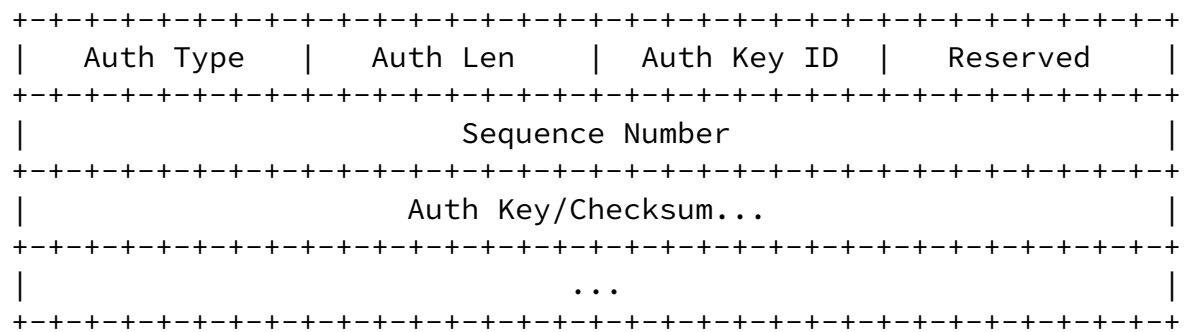 +-+-+-+-+-+-+-+-+-+-+-+-+-+-+-+-+-+-+-+-+-+-+-+-+-+-+-+-+-+-+-+-+
|   Auth Type   |   Auth Len    |  Auth Key ID  |   Reserved    |
+-+-+-+-+-+-+-+-+-+-+-+-+-+-+-+-+-+-+-+-+-+-+-+-+-+-+-+-+-+-+-+-+
|                        Sequence Number                        |
+-+-+-+-+-+-+-+-+-+-+-+-+-+-+-+-+-+-+-+-+-+-+-+-+-+-+-+-+-+-+-+-+
|                     Auth Key/Checksum...                      |
+-+-+-+-+-+-+-+-+-+-+-+-+-+-+-+-+-+-+-+-+-+-+-+-+-+-+-+-+-+-+-+-+
|                              ...                              |
+-+-+-+-+-+-+-+-+-+-+-+-+-+-+-+-+-+-+-+-+-+-+-+-+-+-+-+-+-+-+-+-+